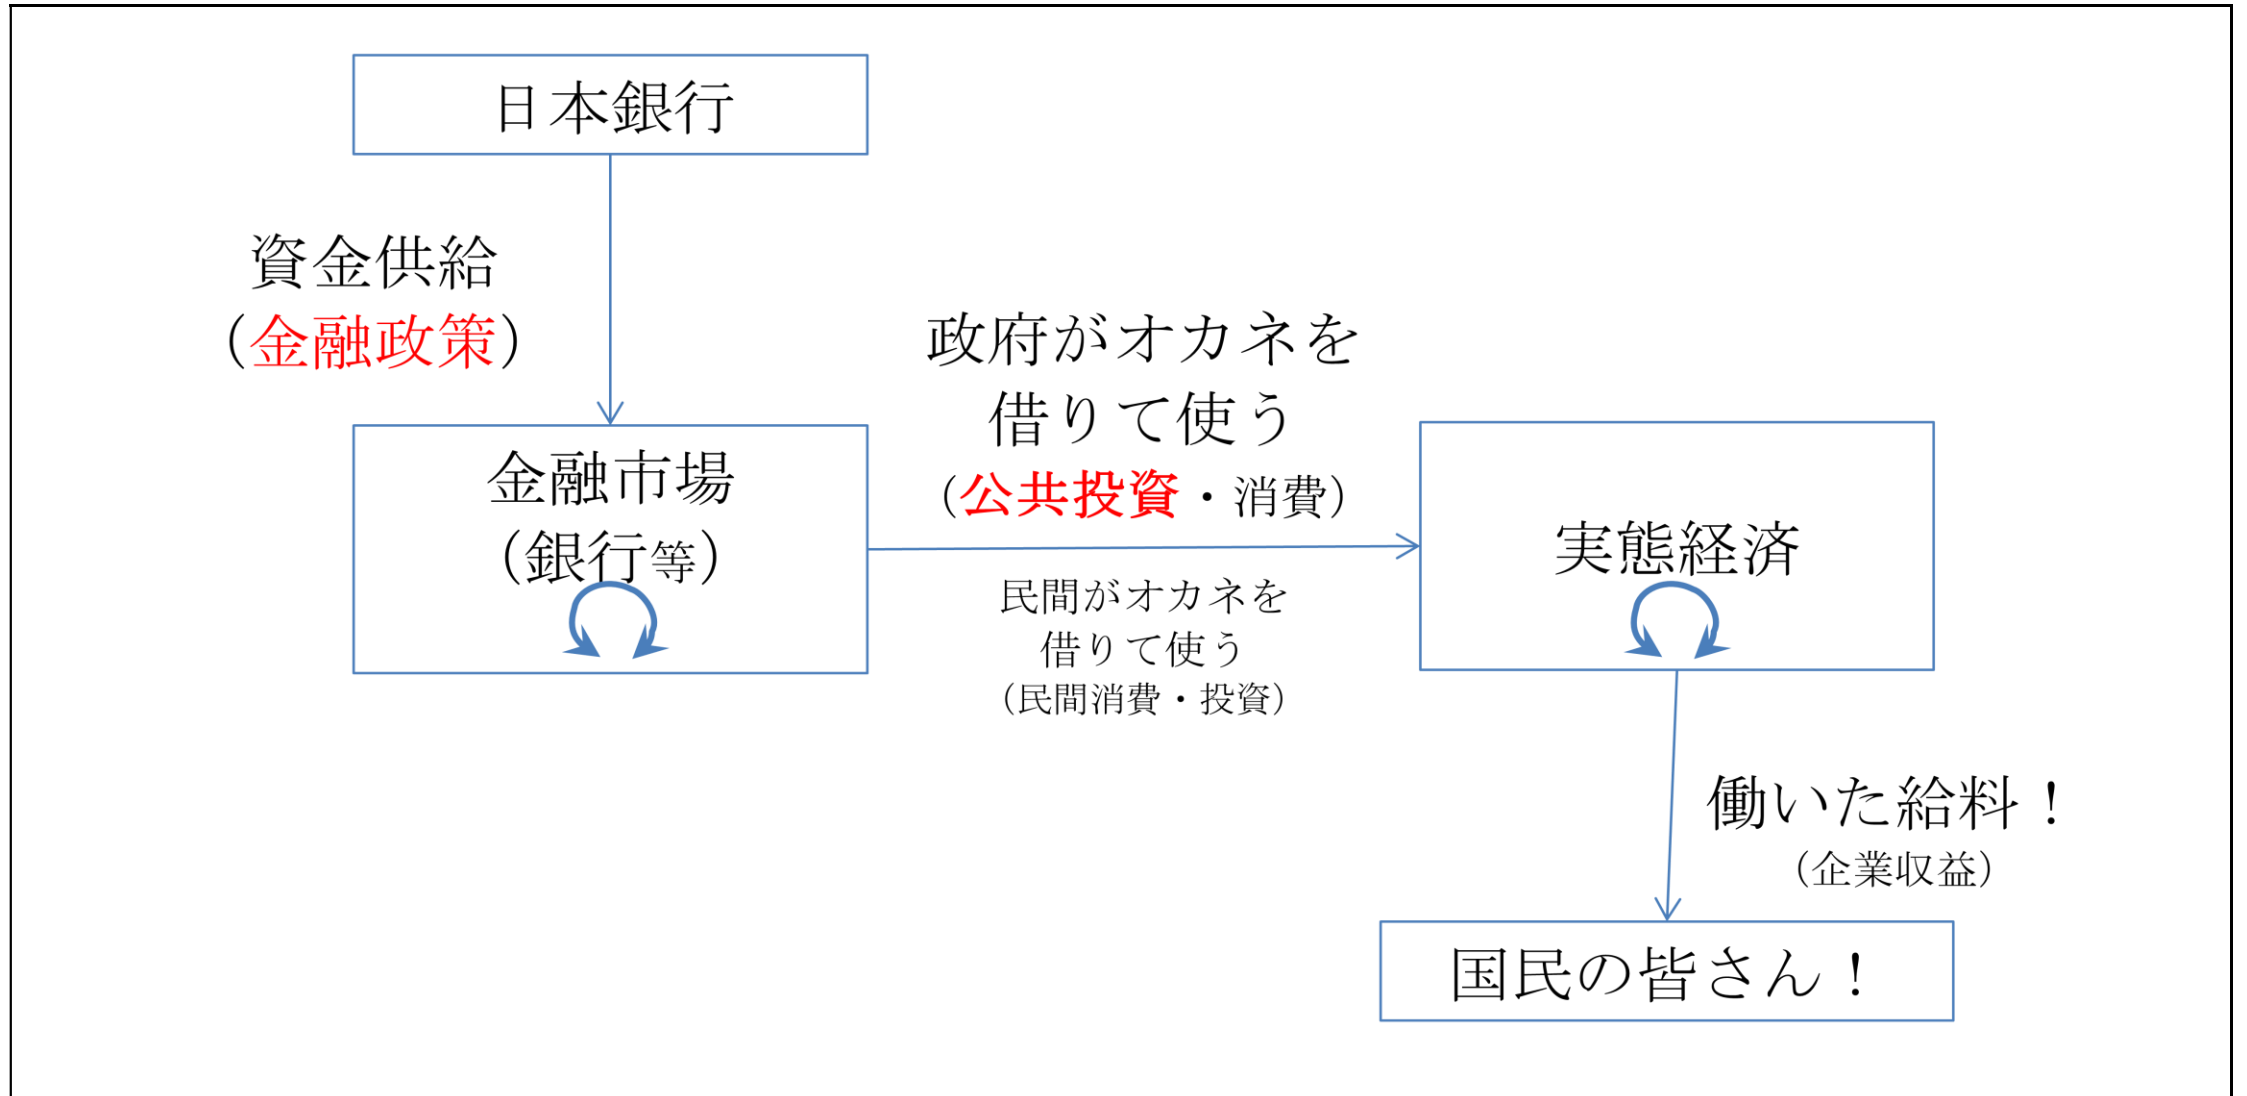 日本銀行
資金供給
（金融政策）
政府がオカネを
借りて使う
（公共投資・消費）
金融市場
（銀行等）
実態経済
民間がオカネを
借りて使う
（民間消費・投資）
働いた給料！
（企業収益）
国民の皆さん！